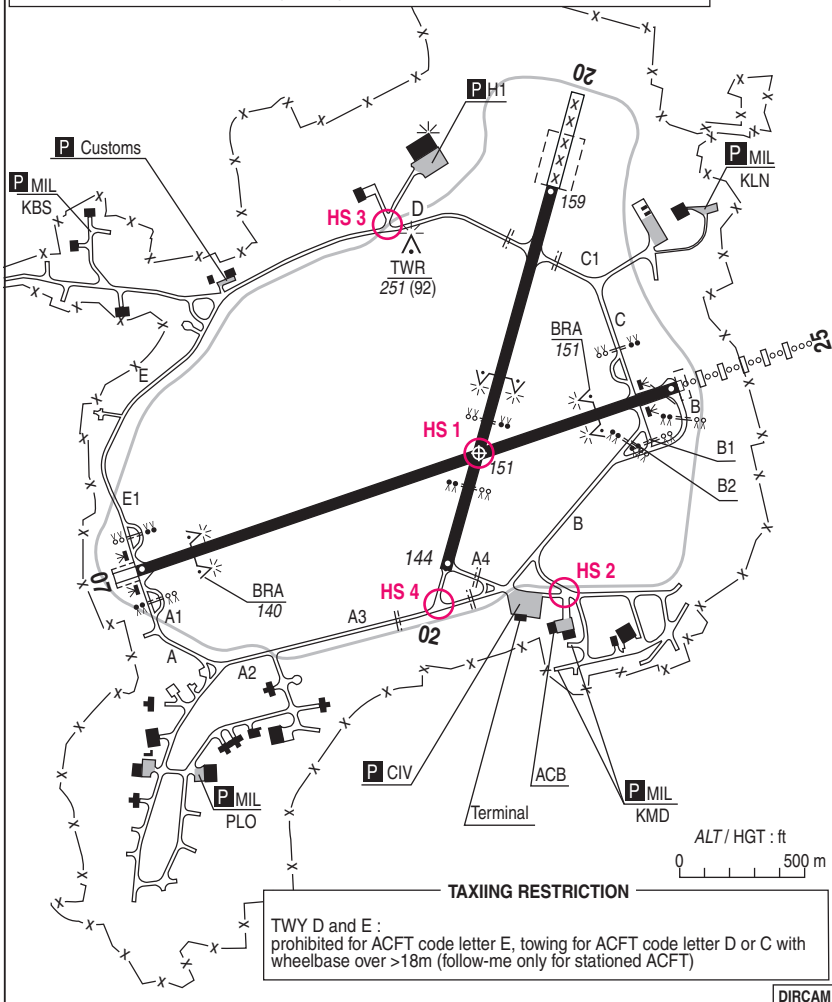 20
P H1
P Customs
P MIL
KBS
P MIL
KLN
159
HS 3
D
TWR
251 (92)
C1
C
BRA
151
25
E
HS 1
151
B
B1
B2
E1
B
144
A4
HS 2
07
BRA
140
HS 4
A1
A3
02
A
A2
P CIV
ACB
P MIL
PLO
Terminal
P MIL
KMD
ALT / HGT : ft
0 500 m
TAXIING RESTRICTION
TWY D and E :
prohibited for ACFT code letter E, towing for ACFT code letter D or C with
wheelbase over >18m (follow-me only for stationed ACFT)
DIRCAM